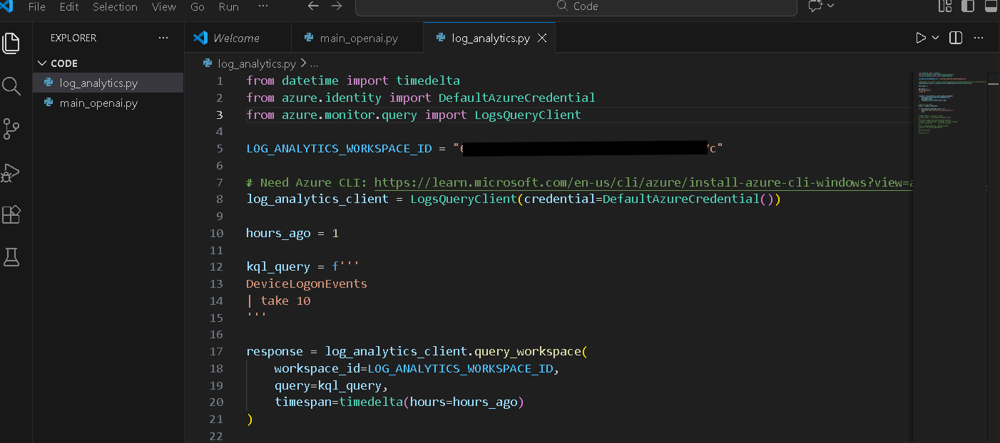 File Edit Selection View Go Run ···
Code
EXPLORER ···
Welcome
main_openai.py
log_analytics.py
CODE
log_analytics.py
main_openai.py
log_analytics.py > ...
1 from datetime import timedelta
2 from azure.identity import DefaultAzureCredential
3 from azure.monitor.query import LogsQueryClient
4
5 LOG_ANALYTICS_WORKSPACE_ID = "c"
6
7 # Need Azure CLI: https://learn.microsoft.com/en-us/cli/azure/install-azure-cli-windows?view=a
8 log_analytics_client = LogsQueryClient(credential=DefaultAzureCredential())
9
10 hours_ago = 1
11
12 kql_query = f'''
13 DeviceLogonEvents
14 | take 10
15 '''
16
17 response = log_analytics_client.query_workspace(
18 workspace_id=LOG_ANALYTICS_WORKSPACE_ID,
19 query=kql_query,
20 timespan=timedelta(hours=hours_ago)
21 )
22